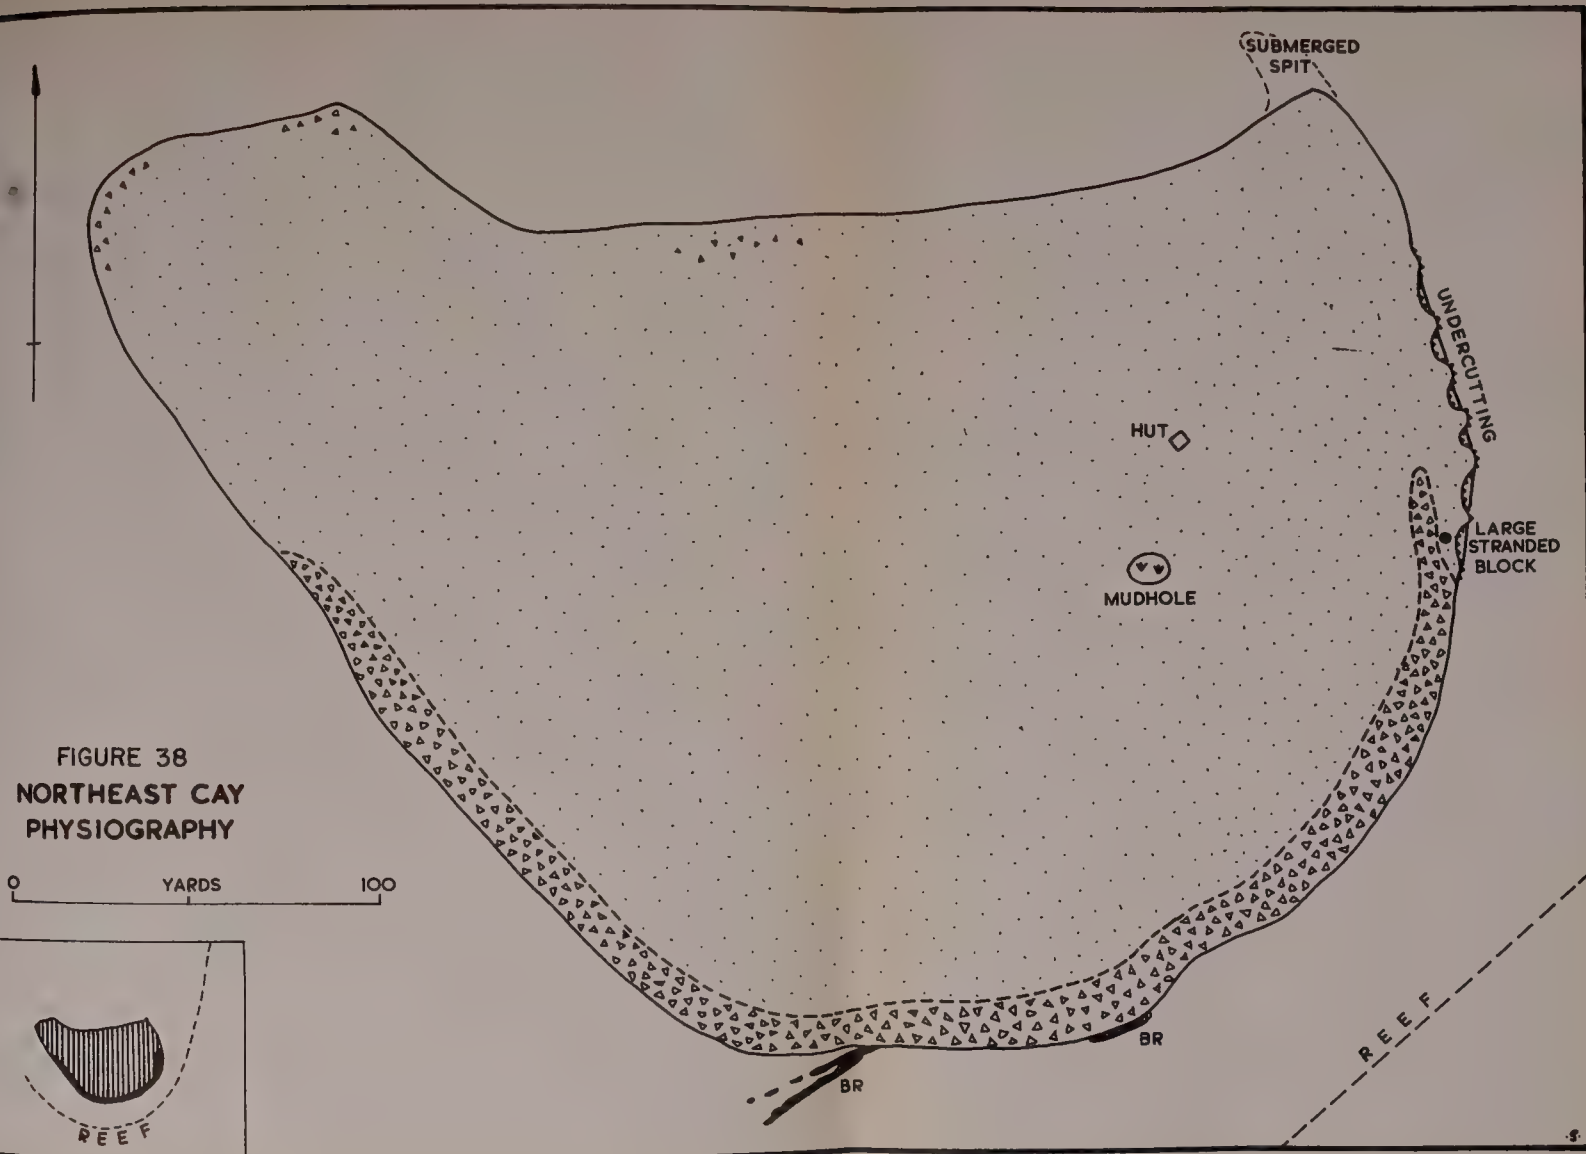 SUBMERGED
SPIT
UNDERCUTTING
HUT
LARGE
STRANDED
BLOCK
MUDHOLE
FIGURE 38
NORTHEAST CAY
PHYSIOGRAPHY
0 YARDS 100
REEF
BR
BR
REEF
·S·